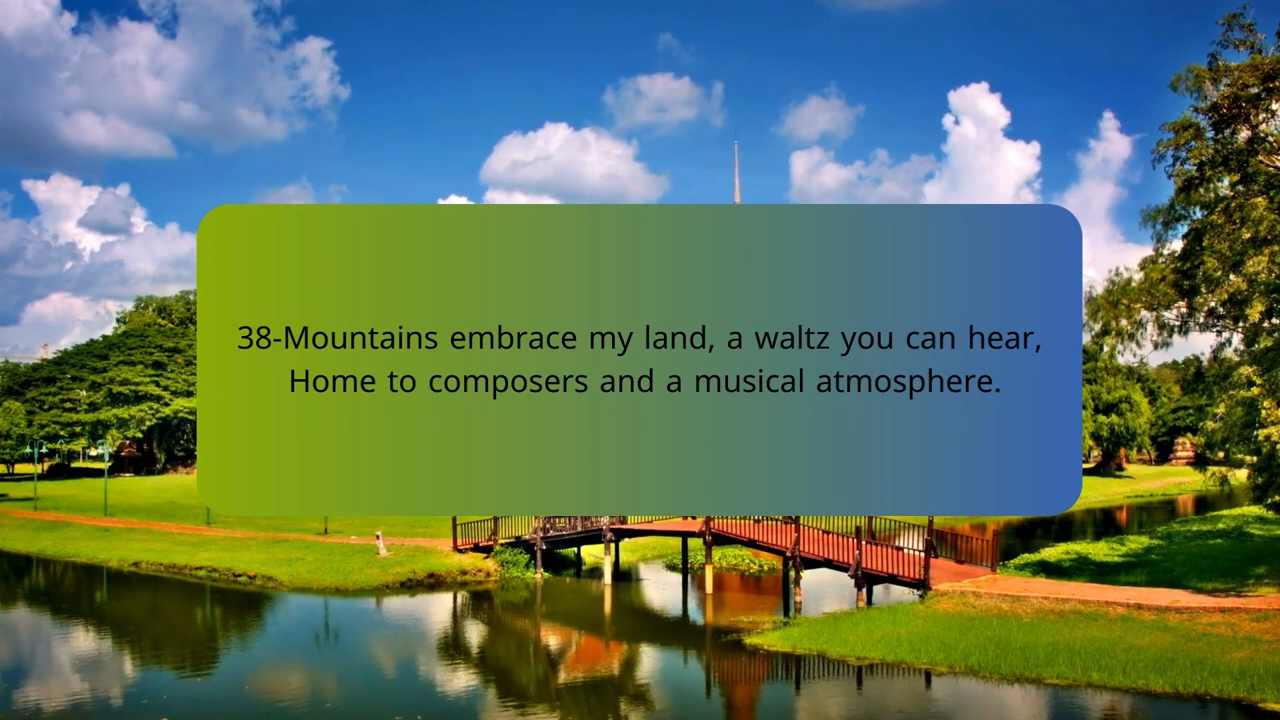 38-Mountains embrace my land, a waltz you can hear,
Home to composers and a musical atmosphere.